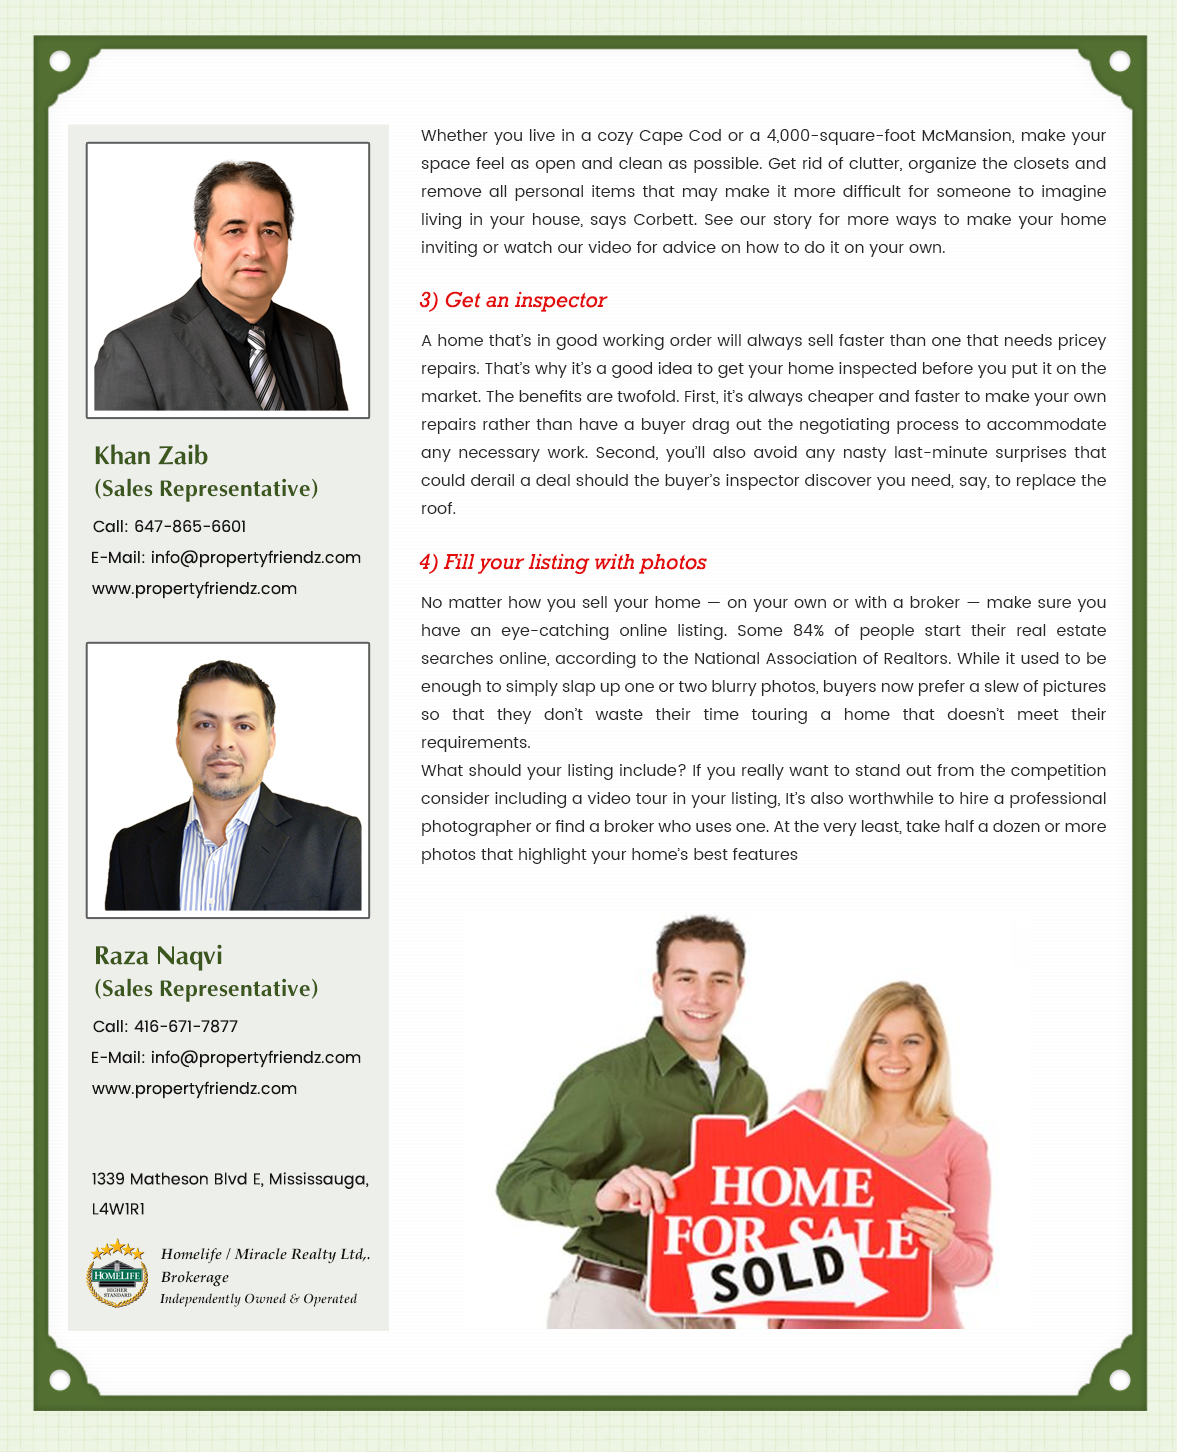 Khan Zaib
(Sales Representative)
Call: 647-865-6601
E-Mail: info@propertyfriendz.com
www.propertyfriendz.com
Raza Naqvi
(Sales Representative)
Call: 416-671-7877
E-Mail: info@propertyfriendz.com
www.propertyfriendz.com
1339 Matheson Blvd E, Mississauga,
L4W1R1
HOMELIFE
HIGHER
STANDARD
Homelife / Miracle Realty Ltd,.
Brokerage
Independently Owned & Operated
Whether you live in a cozy Cape Cod or a 4,000-square-foot McMansion, make your
space feel as open and clean as possible. Get rid of clutter, organize the closets and
remove all personal items that may make it more difficult for someone to imagine
living in your house, says Corbett. See our story for more ways to make your home
inviting or watch our video for advice on how to do it on your own.
3) Get an inspector
A home that's in good working order will always sell faster than one that needs pricey
repairs. That's why it's a good idea to get your home inspected before you put it on the
market. The benefits are twofold. First, it's always cheaper and faster to make your own
repairs rather than have a buyer drag out the negotiating process to accommodate
any necessary work. Second, you'll also avoid any nasty last-minute surprises that
could derail a deal should the buyer's inspector discover you need, say, to replace the
roof.
4) Fill your listing with photos
No matter how you sell your home — on your own or with a broker — make sure you
have an eye-catching online listing. Some 84% of people start their real estate
searches online, according to the National Association of Realtors. While it used to be
enough to simply slap up one or two blurry photos, buyers now prefer a slew of pictures
so that they don't waste their time touring a home that doesn't meet their
requirements.
What should your listing include? If you really want to stand out from the competition
consider including a video tour in your listing, It's also worthwhile to hire a professional
photographer or find a broker who uses one. At the very least, take half a dozen or more
photos that highlight your home's best features
HOME
FOR SALE
SOLD